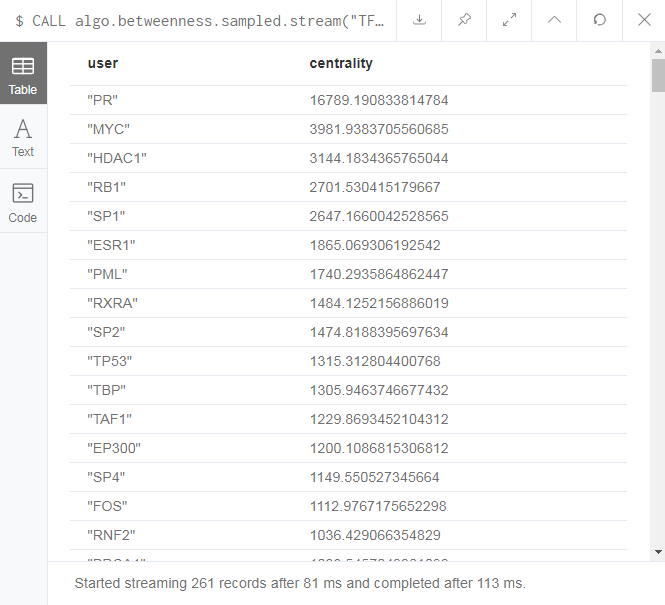 $ CALL algo.betweenness.sampled.stream("TF…
Table
Text
Code
user centrality
"PR" 16789.190833814784
"MYC" 3981.9383705560685
"HDAC1" 3144.1834365765044
"RB1" 2701.530415179667
"SP1" 2647.1660042528565
"ESR1" 1865.069306192542
"PML" 1740.2935864862447
"RXRA" 1484.1252156886019
"SP2" 1474.8188395697634
"TP53" 1315.312804400768
"TBP" 1305.9463746677432
"TAF1" 1229.8693452104312
"EP300" 1200.1086815306812
"SP4" 1149.550527345664
"FOS" 1112.9767175652298
"RNF2" 1036.429066354829
Started streaming 261 records after 81 ms and completed after 113 ms.